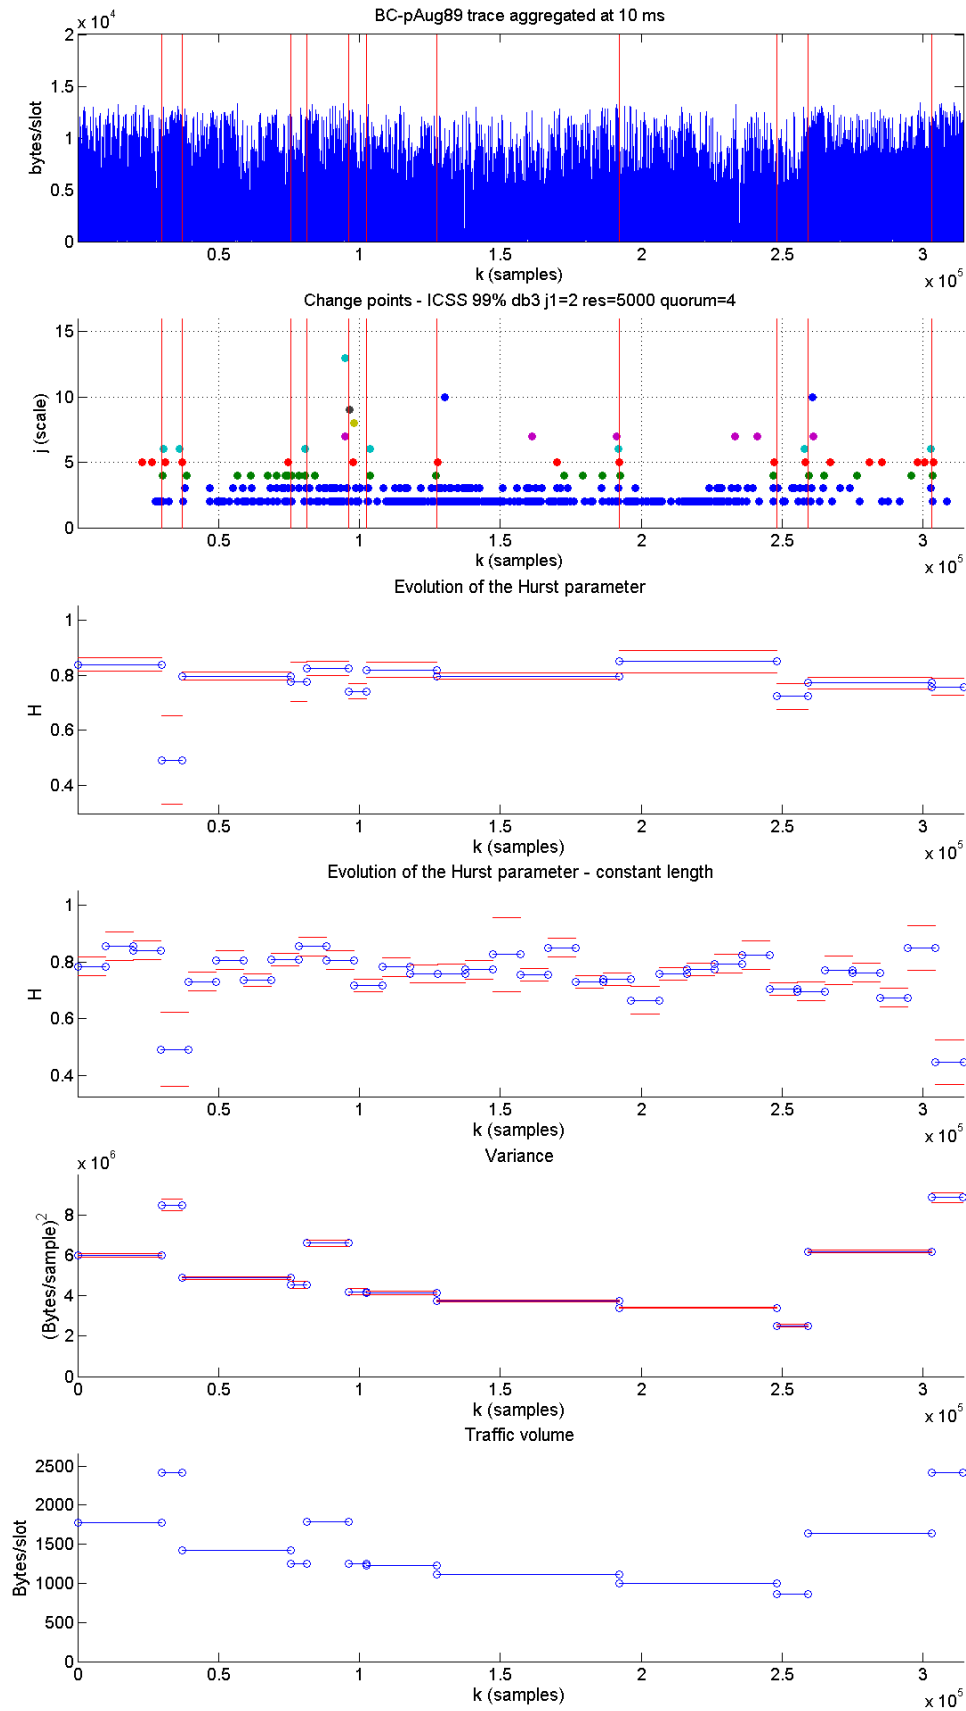 BC-pAug89 trace aggregated at 10 ms
x 10^4
2
1.5
1
0.5
0
bytes/slot
0.5 1 1.5 2 2.5 3
k (samples)
x 10^5
Change points - ICSS 99% db3 j1=2 res=5000 quorum=4
15
10
5
0
j (scale)
0.5 1 1.5 2 2.5 3
k (samples)
x 10^5
Evolution of the Hurst parameter
1
0.8
0.6
0.4
H
0.5 1 1.5 2 2.5 3
k (samples)
x 10^5
Evolution of the Hurst parameter - constant length
1
0.8
0.6
0.4
H
0.5 1 1.5 2 2.5 3
k (samples)
x 10^5
Variance
x 10^6
8
6
4
2
0
(Bytes/sample)^2
0 0.5 1 1.5 2 2.5 3
k (samples)
x 10^5
Traffic volume
2500
2000
1500
1000
500
0
Bytes/slot
0 0.5 1 1.5 2 2.5 3
k (samples)
x 10^5